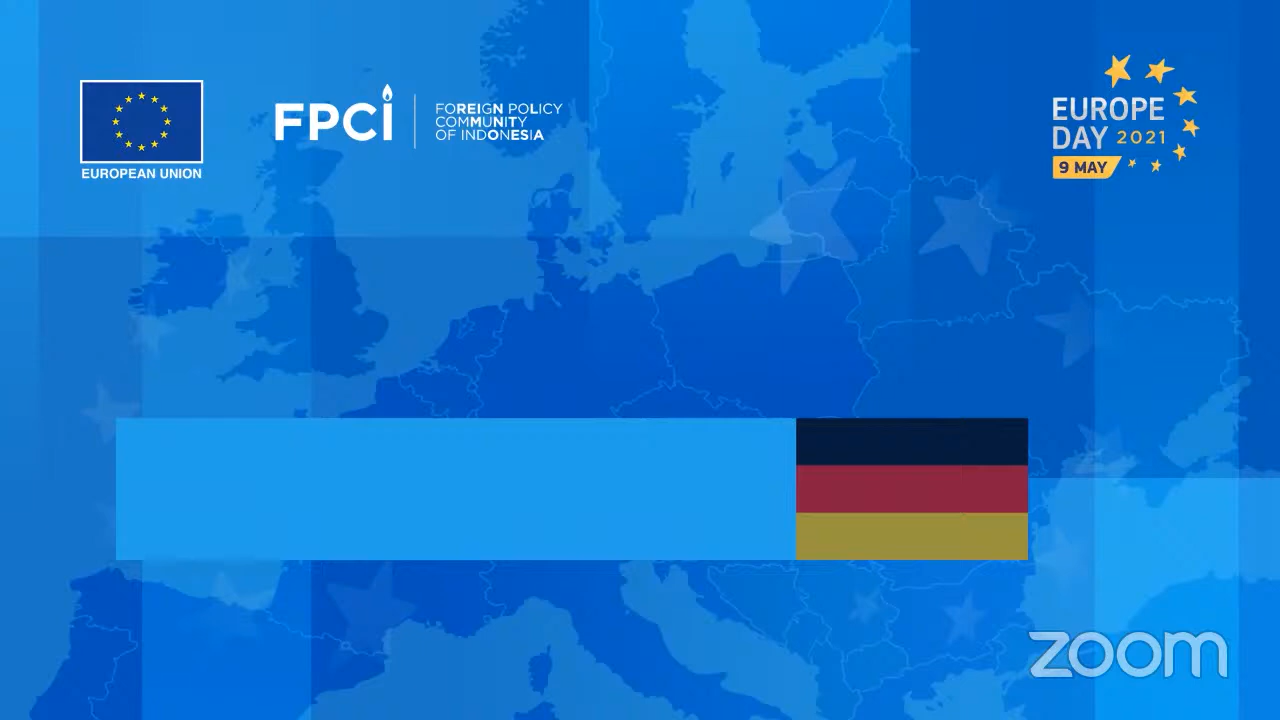 EUROPEAN UNION
FPCI
FOREIGN POLICY
COMMUNITY
OF INDONESIA
EUROPE
DAY 2021
9 MAY
zoom